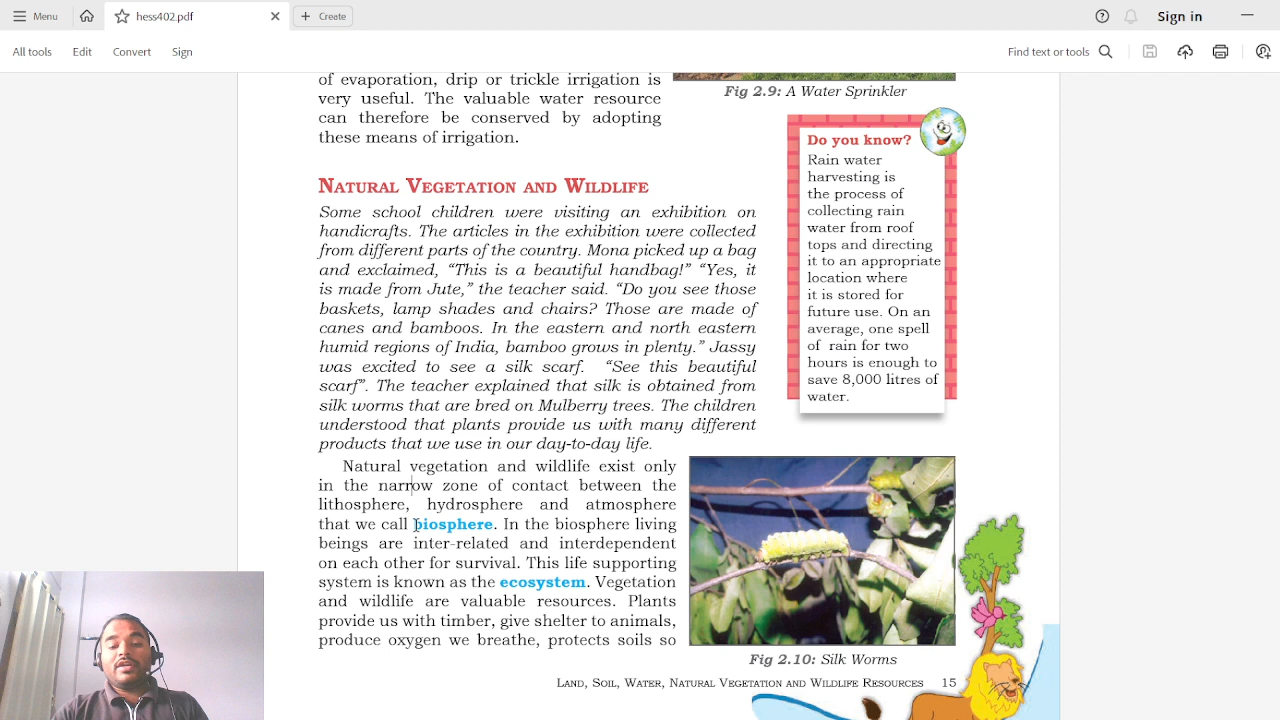 Menu
hess402.pdf
Create
Sign in
All tools
Edit
Convert
Sign
Find text or tools
of evaporation, drip or trickle irrigation is
very useful. The valuable water resource
can therefore be conserved by adopting
these means of irrigation.
Fig 2.9: A Water Sprinkler
Do you know?
Rain water
harvesting is
the process of
collecting rain
water from roof
tops and directing
it to an appropriate
location where
it is stored for
future use. On an
average, one spell
of rain for two
hours is enough to
save 8,000 litres of
water.
NATURAL VEGETATION AND WILDLIFE
Some school children were visiting an exhibition on
handicrafts. The articles in the exhibition were collected
from different parts of the country. Mona picked up a bag
and exclaimed, “This is a beautiful handbag!” “Yes, it
is made from Jute,” the teacher said. “Do you see those
baskets, lamp shades and chairs? Those are made of
canes and bamboos. In the eastern and north eastern
humid regions of India, bamboo grows in plenty.” Jassy
was excited to see a silk scarf. “See this beautiful
scarf”. The teacher explained that silk is obtained from
silk worms that are bred on Mulberry trees. The children
understood that plants provide us with many different
products that we use in our day-to-day life.
Natural vegetation and wildlife exist only
in the narrow zone of contact between the
lithosphere, hydrosphere and atmosphere
that we call biosphere. In the biosphere living
beings are inter-related and interdependent
on each other for survival. This life supporting
system is known as the ecosystem. Vegetation
and wildlife are valuable resources. Plants
provide us with timber, give shelter to animals,
produce oxygen we breathe, protects soils so
Fig 2.10: Silk Worms
LAND, SOIL, WATER, NATURAL VEGETATION AND WILDLIFE RESOURCES 15